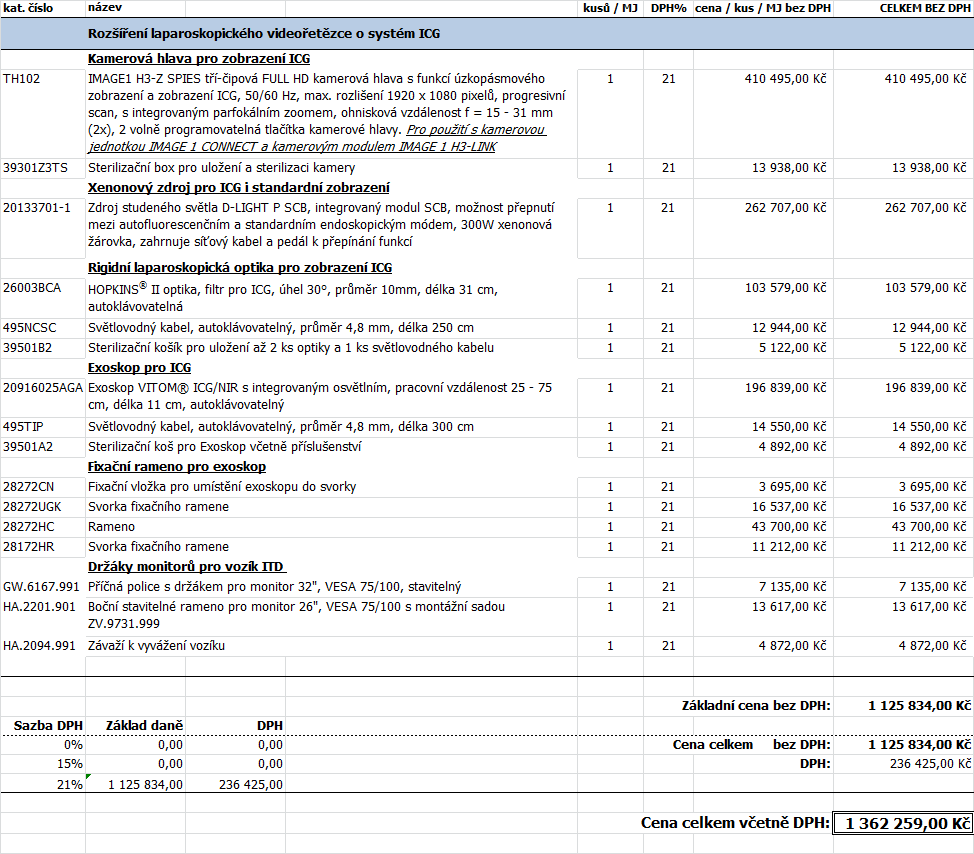 kat. číslo název kusů / MJ DPH% cena / kus / MJ bez DPH CELKEM BEZ DPH
Rozšíření laparoskopického videořetězce o systém ICG
Kamerová hlava pro zobrazení ICG
TH102 IMAGE1 H3-Z SPIES tří-čipová FULL HD kamerová hlava s funkcí úzkopásmového 1 21 410 495,00 Kč 410 495,00 Kč
zobrazení a zobrazení ICG, 50/60 Hz, max. rozlišení 1920 x 1080 pixelů, progresivní
scan, s integrovaným parfokálním zoomem, ohnisková vzdálenost f = 15 - 31 mm
(2x), 2 volně programovatelná tlačítka kamerové hlavy. Pro použití s kamerovou
jednotkou IMAGE 1 CONNECT a kamerovým modulem IMAGE 1 H3-LINK
39301Z3TS Sterilizační box pro uložení a sterilizaci kamery 1 21 13 938,00 Kč 13 938,00 Kč
Xenonový zdroj pro ICG i standardní zobrazení
20133701-1 Zdroj studeného světla D-LIGHT P SCB, integrovaný modul SCB, možnost přepnutí 1 21 262 707,00 Kč 262 707,00 Kč
mezi autofluorescenčním a standardním endoskopickým módem, 300W xenonová
žárovka, zahrnuje síťový kabel a pedál k přepínání funkcí
Rigidní laparoskopická optika pro zobrazení ICG
26003BCA HOPKINS® II optika, filtr pro ICG, úhel 30°, průměr 10mm, délka 31 cm, 1 21 103 579,00 Kč 103 579,00 Kč
autoklávovatelná
495NCSC Světlovodný kabel, autoklávovatelný, průměr 4,8 mm, délka 250 cm 1 21 12 944,00 Kč 12 944,00 Kč
39501B2 Sterilizační košík pro uložení až 2 ks optiky a 1 ks světlovodného kabelu 1 21 5 122,00 Kč 5 122,00 Kč
Exoskop pro ICG
20916025AGA Exoskop VITOM® ICG/NIR s integrovaným osvětlním, pracovní vzdálenost 25 - 75 1 21 196 839,00 Kč 196 839,00 Kč
cm, délka 11 cm, autoklávovatelný
495TIP Světlovodný kabel, autoklávovatelný, průměr 4,8 mm, délka 300 cm 1 21 14 550,00 Kč 14 550,00 Kč
39501A2 Sterilizační koš pro Exoskop včetně příslušenství 1 21 4 892,00 Kč 4 892,00 Kč
Fixační rameno pro exoskop
28272CN Fixační vložka pro umístění exoskopu do svorky 1 21 3 695,00 Kč 3 695,00 Kč
28272UGK Svorka fixačního ramene 1 21 16 537,00 Kč 16 537,00 Kč
28272HC Rameno 1 21 43 700,00 Kč 43 700,00 Kč
28172HR Svorka fixačního ramene 1 21 11 212,00 Kč 11 212,00 Kč
Držáky monitorů pro vozík ITD
GW.6167.991 Příčná police s držákem pro monitor 32", VESA 75/100, stavitelný 1 21 7 135,00 Kč 7 135,00 Kč
HA.2201.901 Boční stavitelné rameno pro monitor 26", VESA 75/100 s montážní sadou 1 21 13 617,00 Kč 13 617,00 Kč
ZV.9731.999
HA.2094.991 Závaží k vyvážení vozíku 1 21 4 872,00 Kč 4 872,00 Kč
Základní cena bez DPH: 1 125 834,00 Kč
Sazba DPH Základ daně DPH
0% 0,00 0,00 Cena celkem bez DPH: 1 125 834,00 Kč
15% 0,00 0,00 DPH: 236 425,00 Kč
21% 1 125 834,00 236 425,00
Cena celkem včetně DPH: 1 362 259,00 Kč